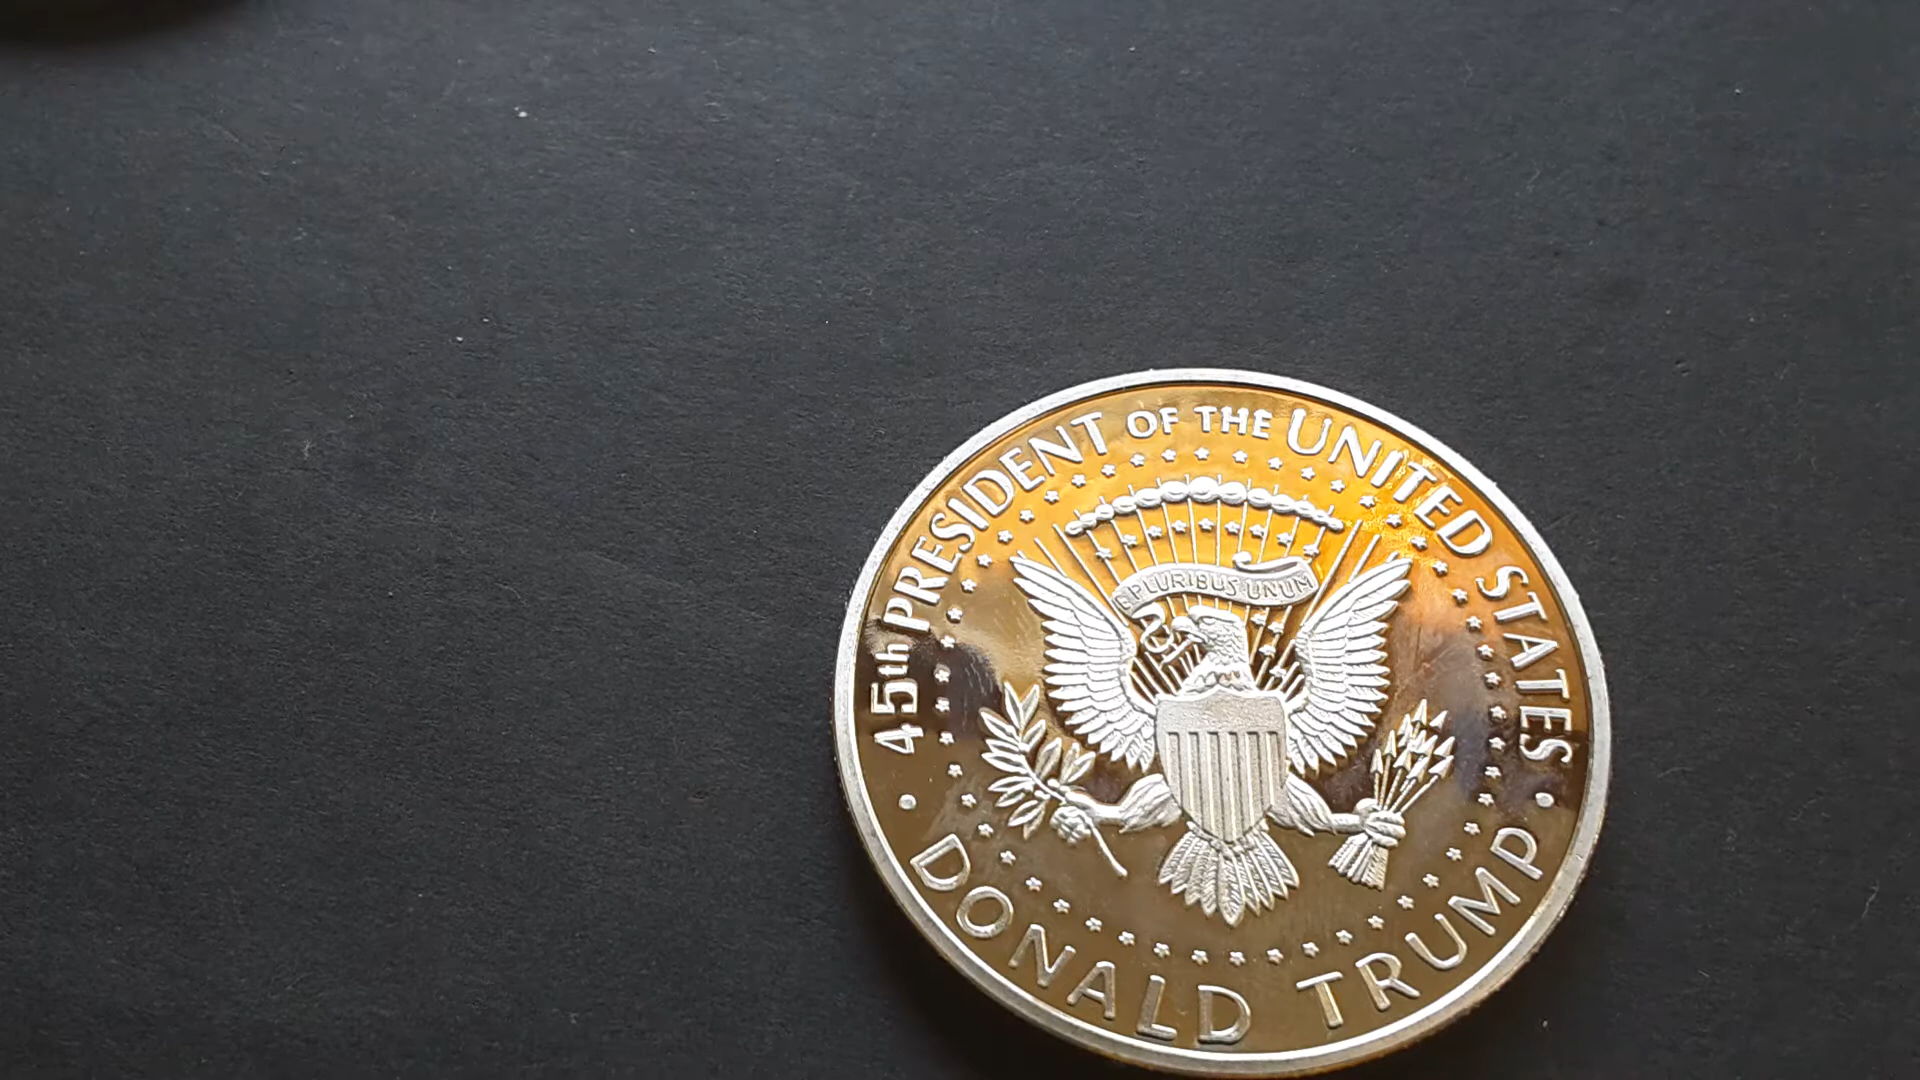 45th PRESIDENT OF THE UNITED STATES
E PLURIBUS UNUM
DONALD TRUMP